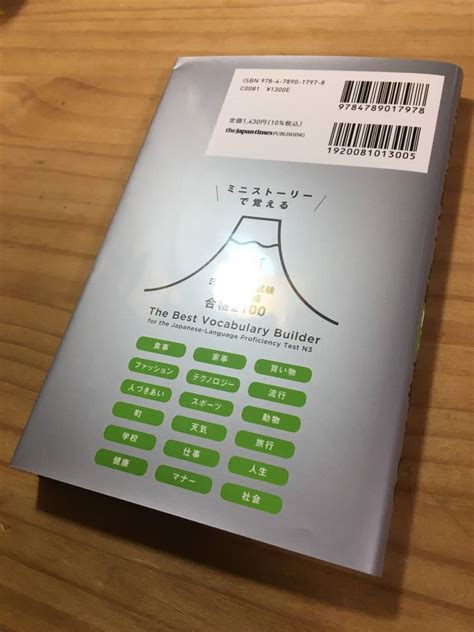 ISBN 978-4-7890-1797-8
C0081 ¥1300E
定価1,430円(10%税込)
the japan times PUBLISHING
9784789017978
1920081013005
ミニストーリー
で覚える
試験
合格2100
The Best Vocabulary Builder
for the Japanese-Language Proficiency Test N3
食事 家事 買い物
ファッション テクノロジー 流行
人づきあい スポーツ 動物
町 天気 旅行
学校 仕事 人生
健康 マナー 社会